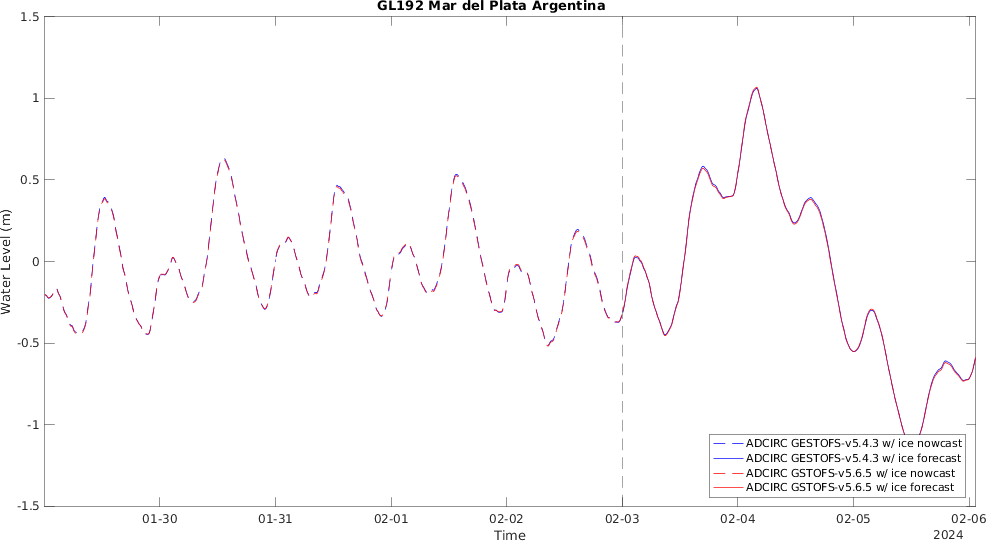 GL192 Mar del Plata Argentina
1.5
1
0.5
0
-0.5
-1
-1.5
Water Level (m)
01-30
01-31
02-01
02-02
02-03
02-04
02-05
02-06
Time
2024
ADCIRC GESTOFS-v5.4.3 w/ ice nowcast
ADCIRC GESTOFS-v5.4.3 w/ ice forecast
ADCIRC GSTOFS-v5.6.5 w/ ice nowcast
ADCIRC GSTOFS-v5.6.5 w/ ice forecast